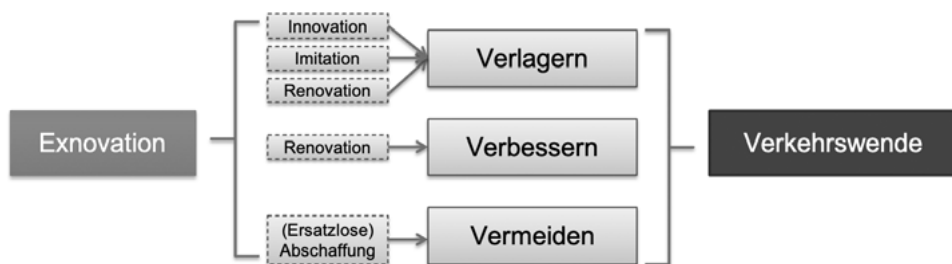 Exnovation
Innovation
Imitation
Renovation
Verlagern
Renovation
Verbessern
(Ersatzlose)
Abschaffung
Vermeiden
Verkehrswende